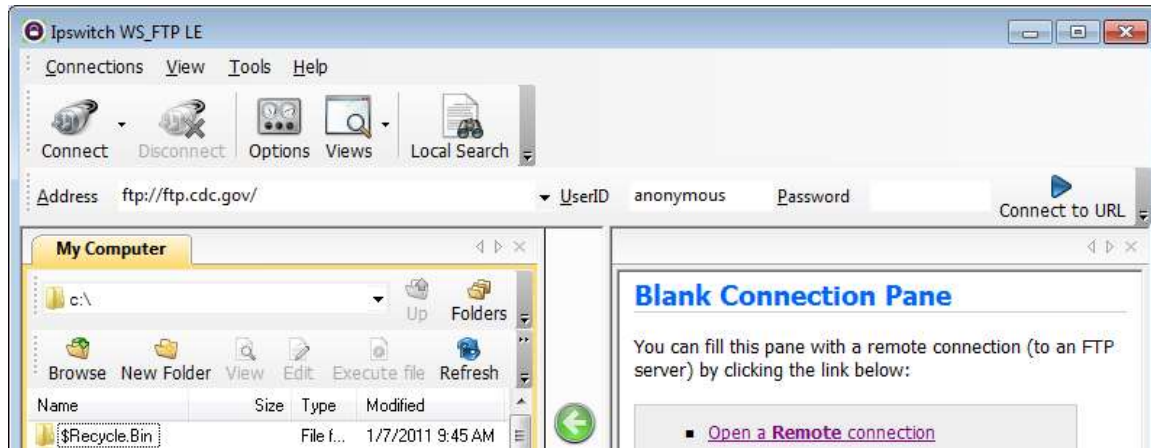 Ipswitch WS_FTP LE
Connections View Tools Help
Connect Disconnect Options Views Local Search
Address ftp://ftp.cdc.gov/ UserID anonymous Password Connect to URL
My Computer
c:\ Up Folders
Browse New Folder View Edit Execute file Refresh
Name Size Type Modified
$Recycle.Bin File f... 1/7/2011 9:45 AM
Blank Connection Pane
You can fill this pane with a remote connection (to an FTP
server) by clicking the link below:
Open a Remote connection